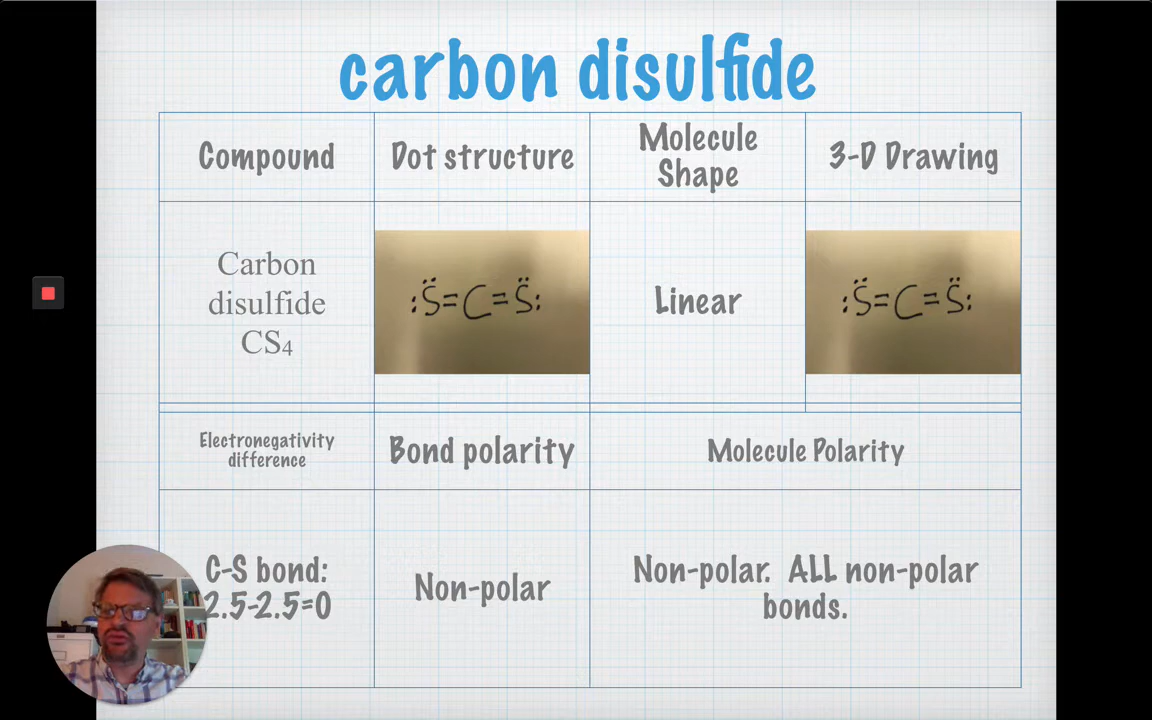 carbon disulfide
Compound
Dot structure
Molecule
Shape
3-D Drawing
Carbon
disulfide
CS₄
:S̈=C=S̈:
Linear
:S̈=C=S̈:
Electronegativity
difference
Bond polarity
Molecule Polarity
C-S bond:
2.5-2.5=0
Non-polar
Non-polar. ALL non-polar
bonds.